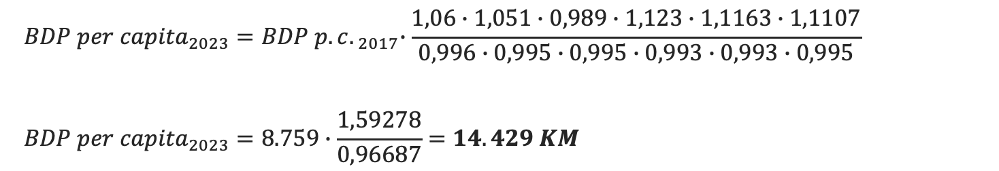 BDP per capita₂₀₂₃ = BDP p.c.₂₀₁₇ · (1,06 · 1,051 · 0,989 · 1,123 · 1,1163 · 1,1107) / (0,996 · 0,995 · 0,995 · 0,993 · 0,993 · 0,995)
BDP per capita₂₀₂₃ = 8.759 · 1,59278 / 0,96687 = 14.429 KM